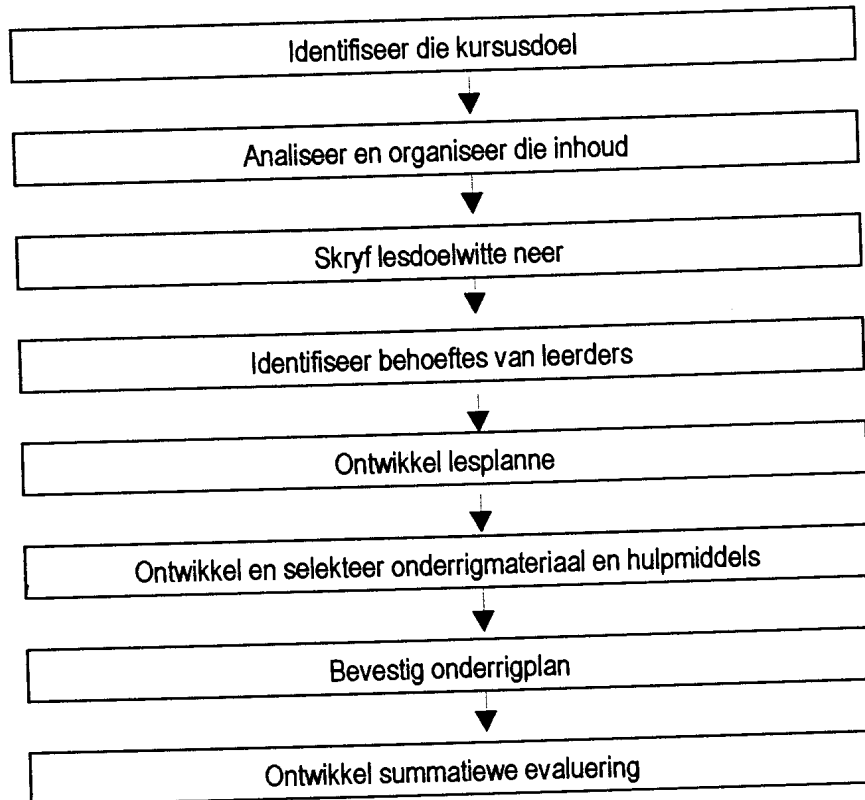 Identifiseer die kursusdoel
Analiseer en organiseer die inhoud
Skryf lesdoelwitte neer
Identifiseer behoeftes van leerders
Ontwikkel lesplanne
Ontwikkel en selekteer onderrigmateriaal en hulpmiddels
Bevestig onderrigplan
Ontwikkel summatiewe evaluering